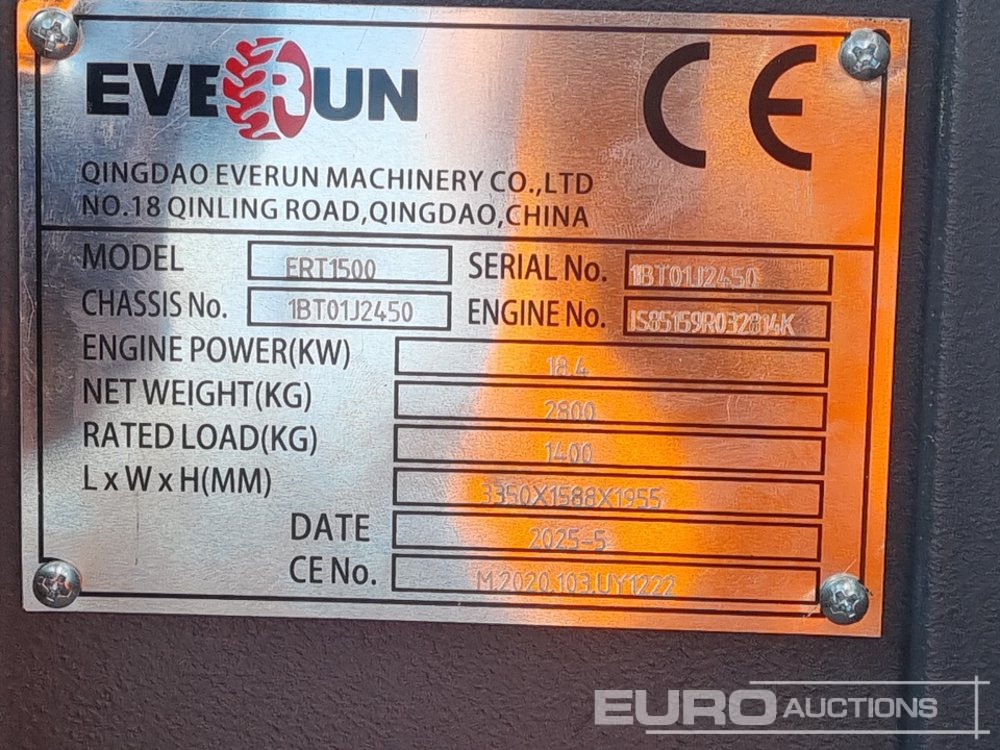 EVERUN CE
QINGDAO EVERUN MACHINERY CO.,LTD
NO.18 QINLING ROAD,QINGDAO,CHINA
MODEL ERT1500 SERIAL No. 1BT01J2450
CHASSIS No. 1BT01J2450 ENGINE No. JS85159R032814K
ENGINE POWER(KW) 18.4
NET WEIGHT(KG) 2800
RATED LOAD(KG) 1400
L x W x H(MM) 3350X1588X1955
DATE 2025-5
CE No. M.2020.103.UY1222
EURO AUCTIONS